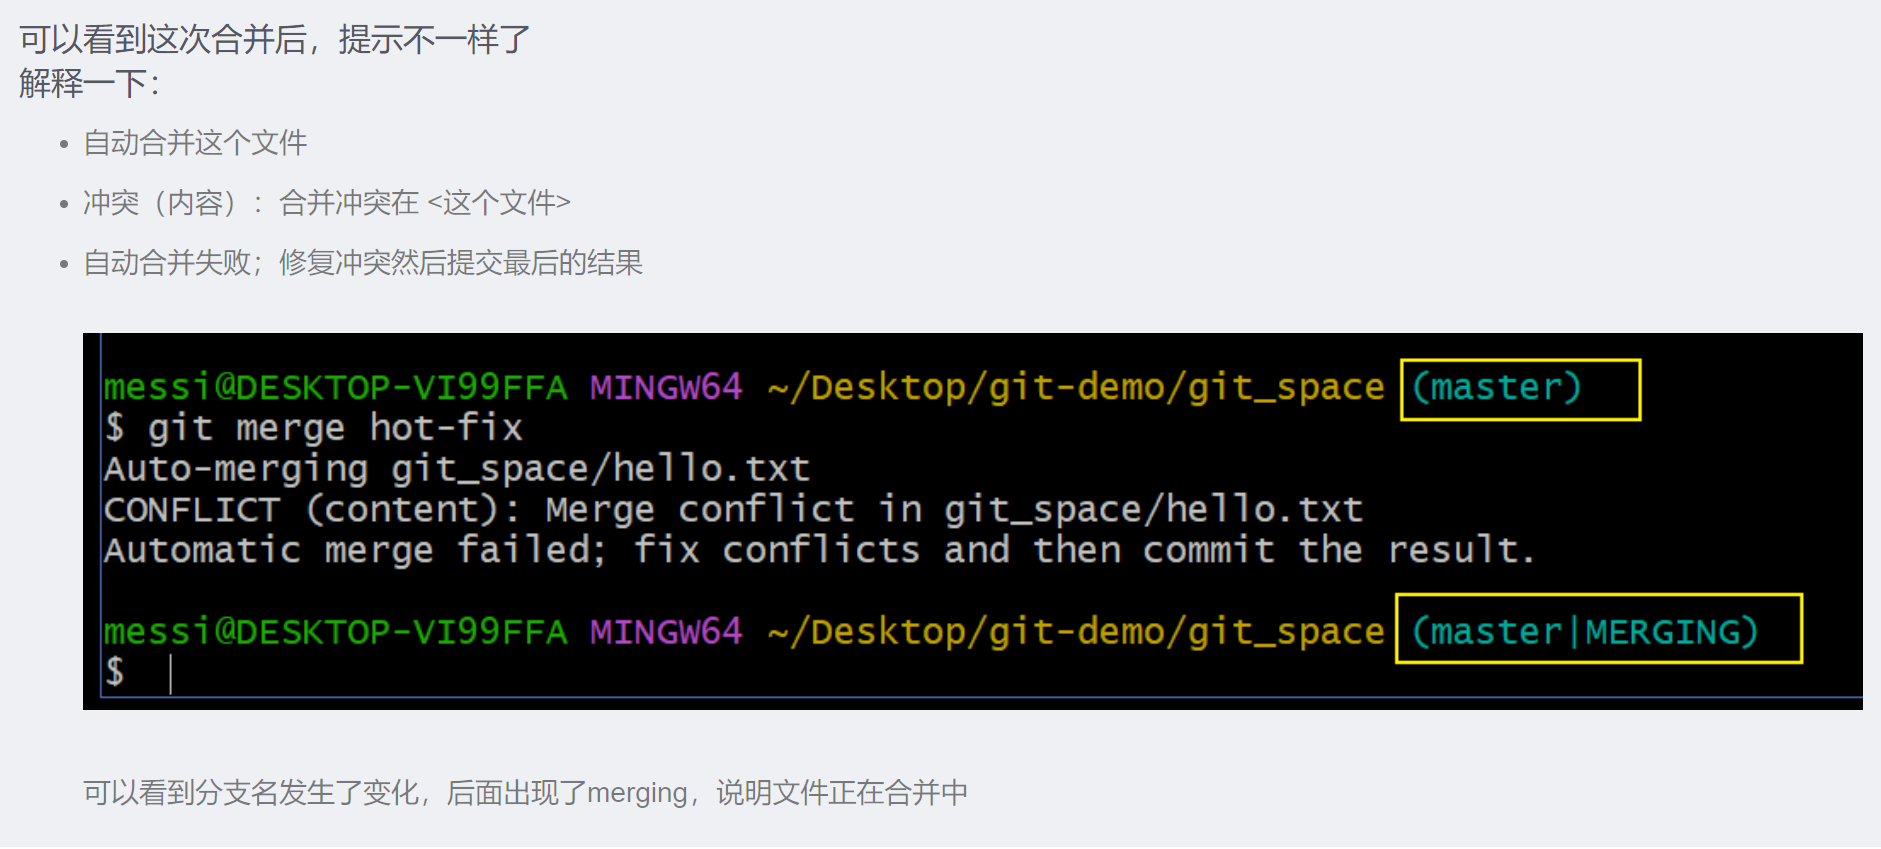 可以看到这次合并后，提示不一样了
解释一下：
• 自动合并这个文件
• 冲突（内容）：合并冲突在 <这个文件>
• 自动合并失败；修复冲突然后提交最后的结果
messi@DESKTOP-VI99FFA MINGW64 ~/Desktop/git-demo/git_space (master)
$ git merge hot-fix
Auto-merging git_space/hello.txt
CONFLICT (content): Merge conflict in git_space/hello.txt
Automatic merge failed; fix conflicts and then commit the result.
messi@DESKTOP-VI99FFA MINGW64 ~/Desktop/git-demo/git_space (master|MERGING)
$
可以看到分支名发生了变化，后面出现了merging，说明文件正在合并中